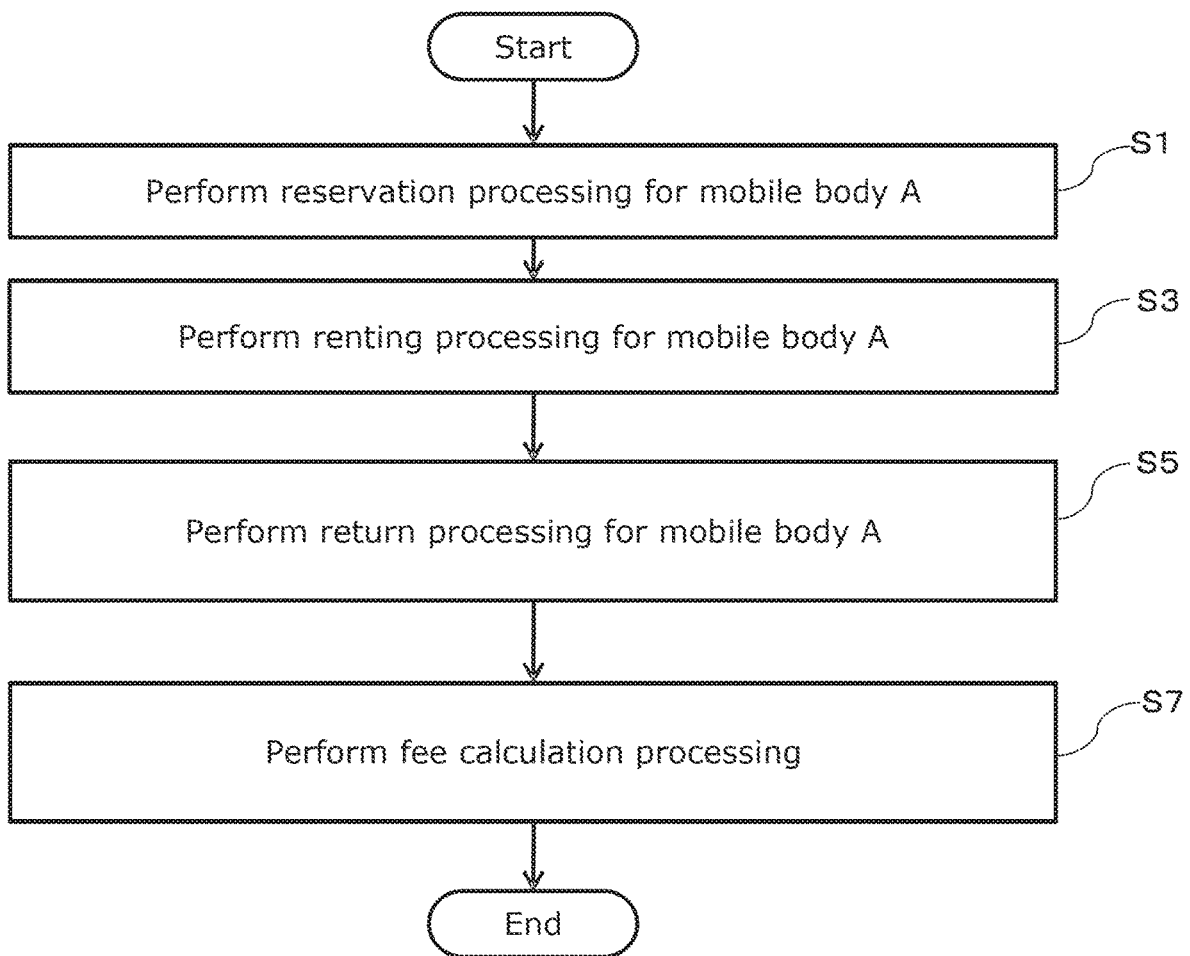 Start
S1
Perform reservation processing for mobile body A
S3
Perform renting processing for mobile body A
S5
Perform return processing for mobile body A
S7
Perform fee calculation processing
End